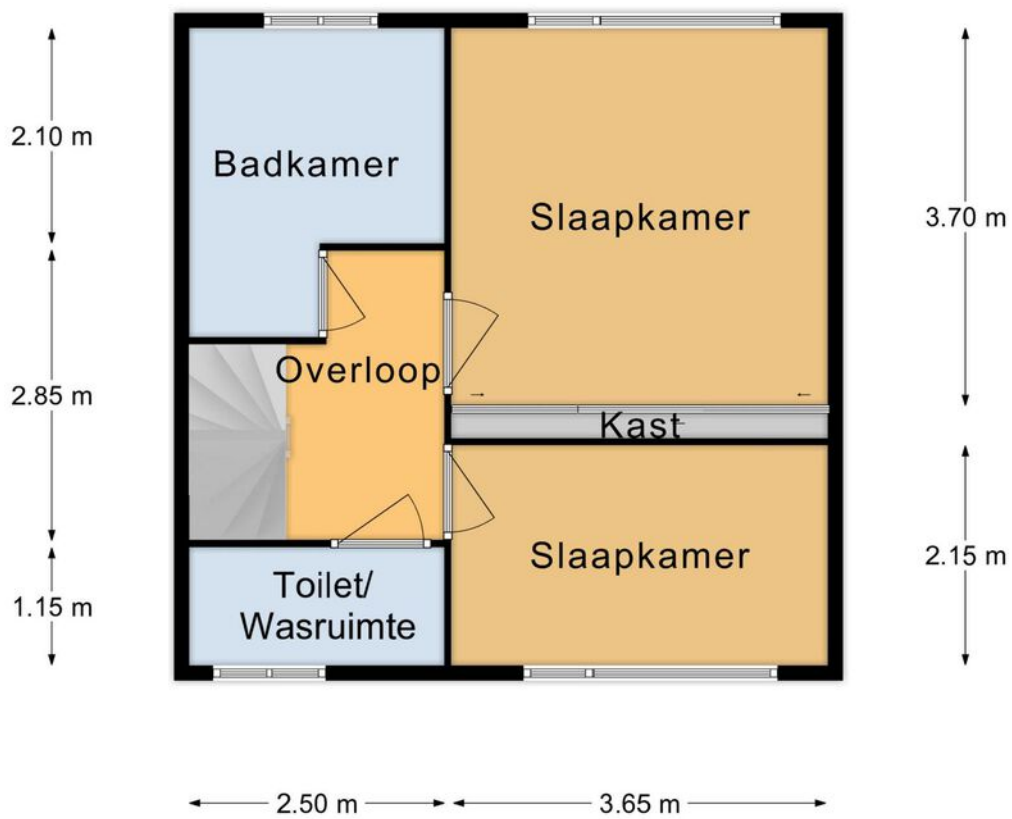 2.10 m
Badkamer
Slaapkamer
3.70 m
Overloop
2.85 m
Kast
Slaapkamer
2.15 m
Toilet/
Wasruimte
1.15 m
2.50 m
3.65 m